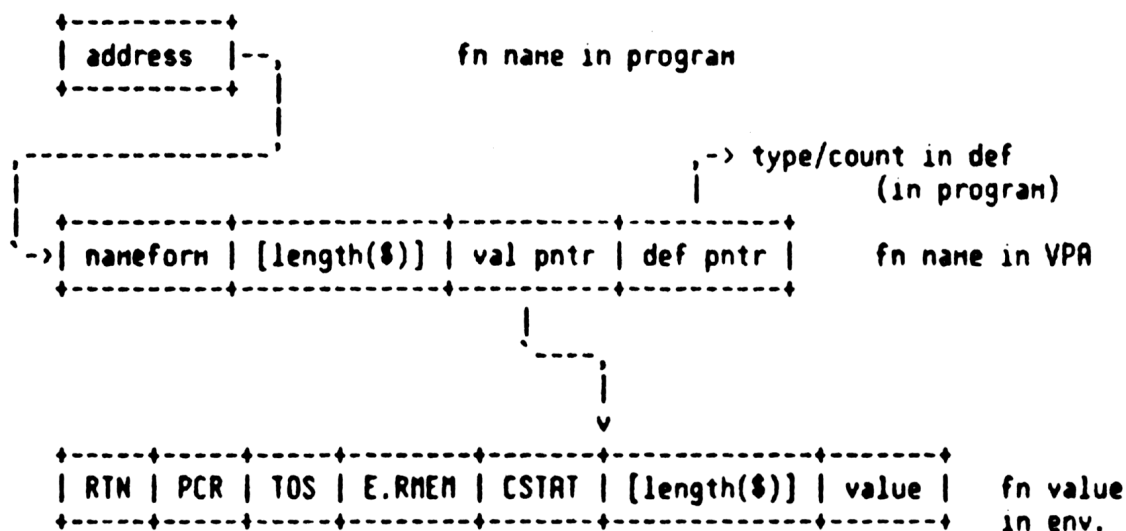 address fn name in program
-> type/count in def
(in program)
-> nameform | [length($)] | val pntr | def pntr | fn name in VPA
RTN | PCR | TOS | E.RMEM | CSTAT | [length($)] | value | fn value
in env.